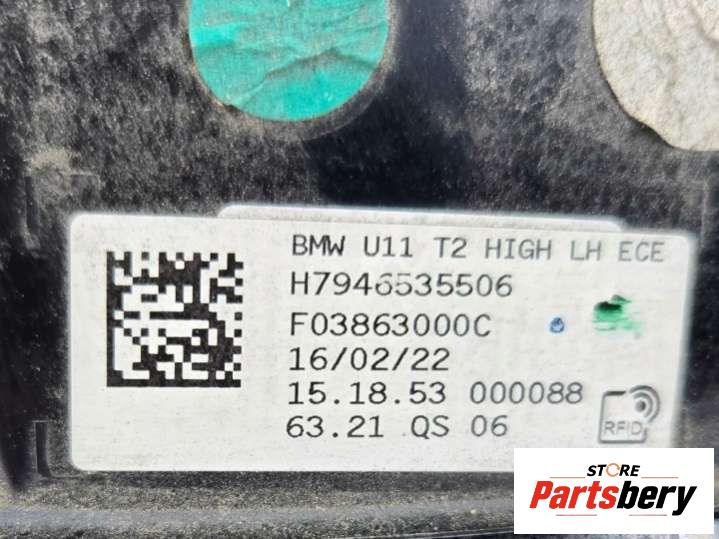 BMW U11 T2 HIGH LH ECE
H7946535506
F03863000C
16/02/22
15.18.53 000088
63.21 QS 06
RFID
STORE
Partsbery